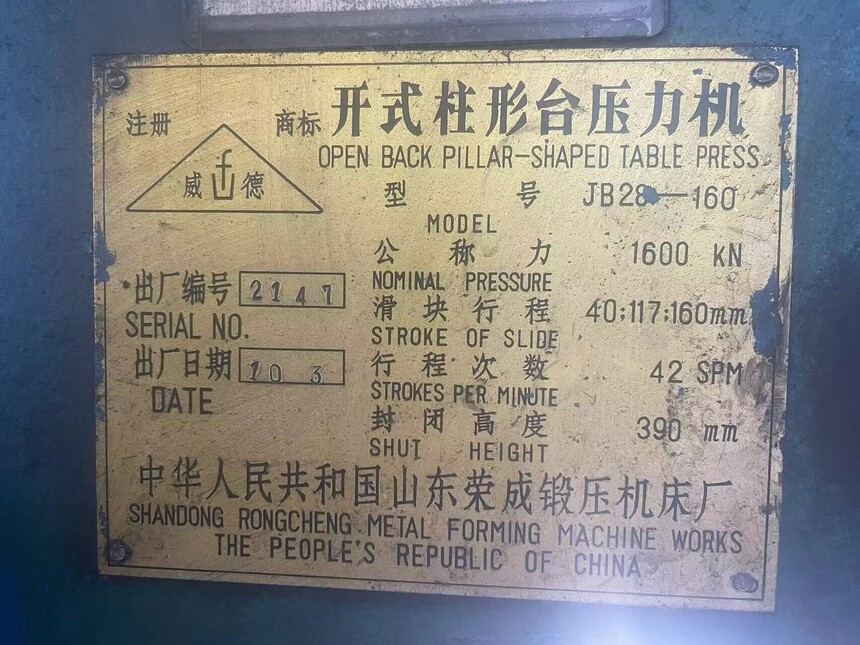 注册 商标
威 德
开式柱形台压力机
OPEN BACK PILLAR-SHAPED TABLE PRESS
型 号 JB28-160
MODEL
公 称 力 1600 KN
NOMINAL PRESSURE
滑 块 行 程 40;117;160mm
STROKE OF SLIDE
行 程 次 数 42 SPM
STROKES PER MINUTE
封 闭 高 度 390 mm
SHUT HEIGHT
出厂编号 2147
SERIAL NO.
出厂日期 10 3
DATE
中华人民共和国山东荣成锻压机床厂
SHANDONG RONGCHENG METAL FORMING MACHINE WORKS
THE PEOPLE'S REPUBLIC OF CHINA